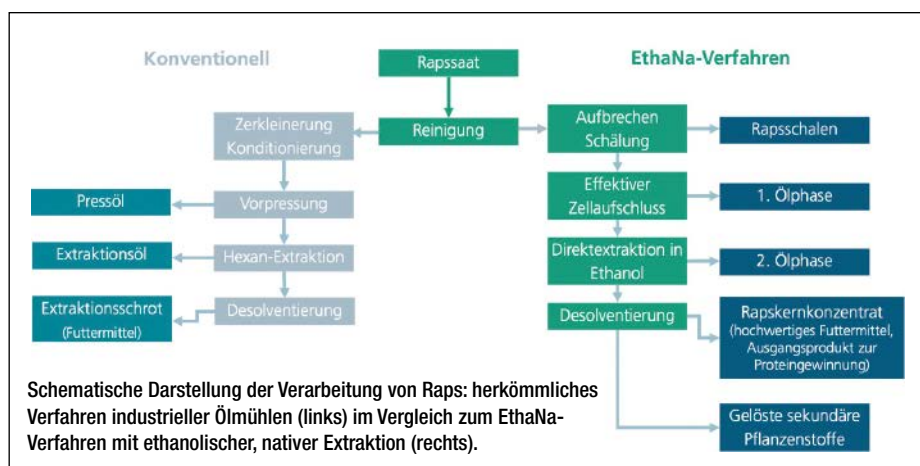 Konventionell
Rapssaat
EthaNa-Verfahren
Zerkleinerung
Konditionierung
Reinigung
Aufbrechen
Schälung
Rapsschalen
Pressöl
Vorpressung
Effektiver
Zellaufschluss
1. Ölphase
Extraktionsöl
Hexan-Extraktion
Direktextraktion in
Ethanol
2. Ölphase
Extraktionsschrot
(Futtermittel)
Desolventierung
Desolventierung
Rapskernkonzentrat
(hochwertiges Futtermittel,
Ausgangsprodukt zur
Proteingewinnung)
Gelöste sekundäre
Pflanzenstoffe
Schematische Darstellung der Verarbeitung von Raps: herkömmliches
Verfahren industrieller Ölmühlen (links) im Vergleich zum EthaNa-
Verfahren mit ethanolischer, nativer Extraktion (rechts).